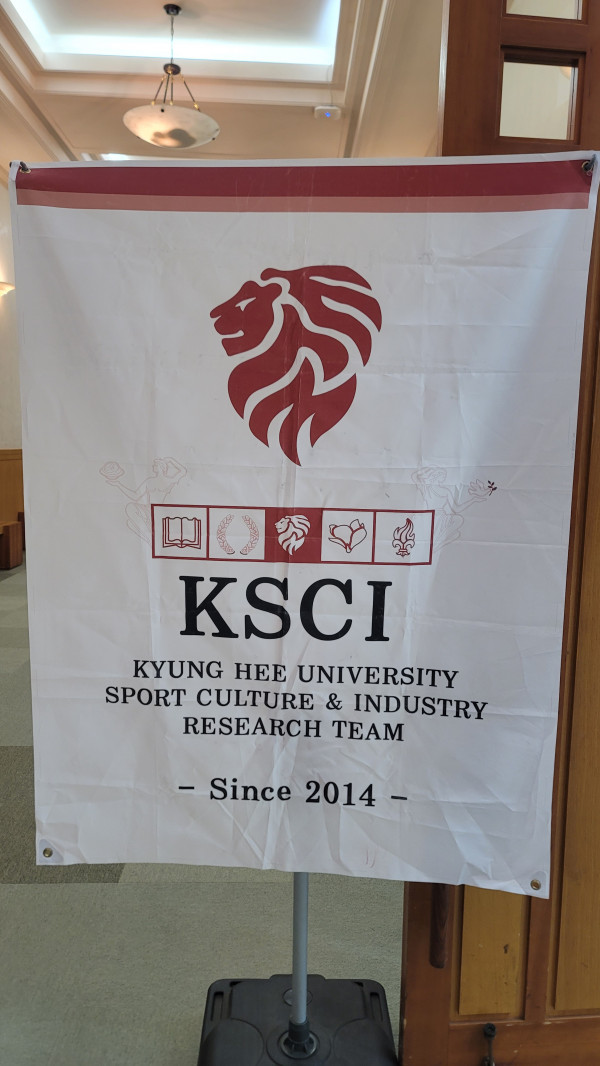 KSCI
KYUNG HEE UNIVERSITY
SPORT CULTURE & INDUSTRY
RESEARCH TEAM
– Since 2014 –